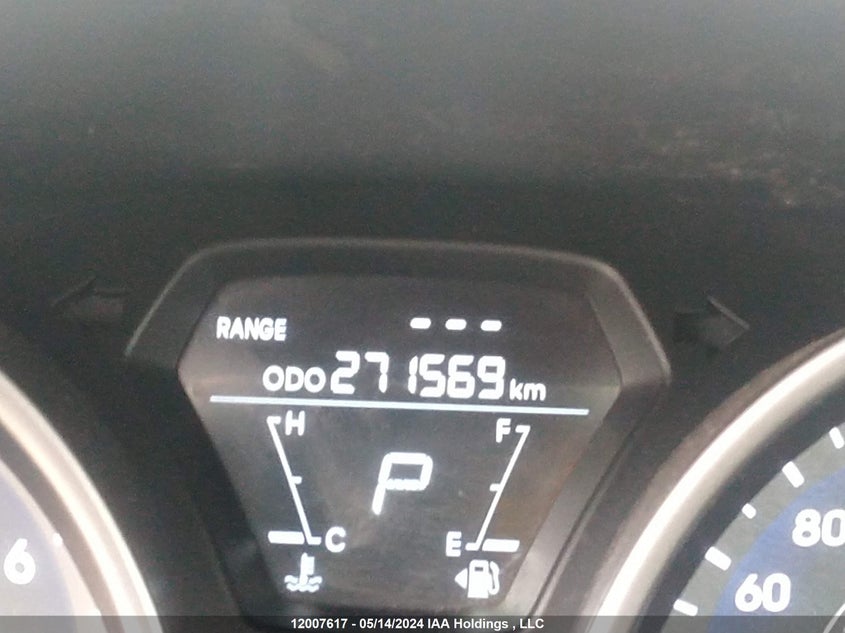 RANGE ---
ODO 271569 km
H F
P
C E
6
80
60
12007617 - 05/14/2024 IAA Holdings , LLC